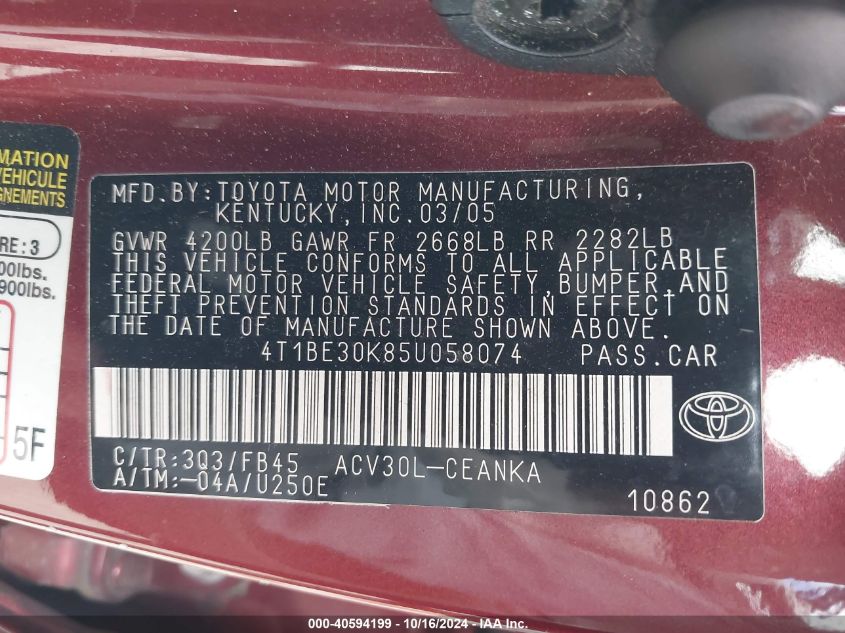 MATION
VEHICULE
GNEMENTS
RE : 3
00lbs.
900lbs.
5F
MFD.BY:TOYOTA MOTOR MANUFACTURING,
KENTUCKY,INC.03/05
GVWR 4200LB GAWR FR 2668LB RR 2282LB
THIS VEHICLE CONFORMS TO ALL APPLICABLE
FEDERAL MOTOR VEHICLE SAFETY,BUMPER,AND
THEFT PREVENTION STANDARDS IN EFFECT ON
THE DATE OF MANUFACTURE SHOWN ABOVE.
4T1BE30K85U058074 PASS.CAR
C/TR:3Q3/FB45 ACV30L-CEANKA
A/TM:-04A/U250E
10862
000-40594199 - 10/16/2024 - IEAA Inc.